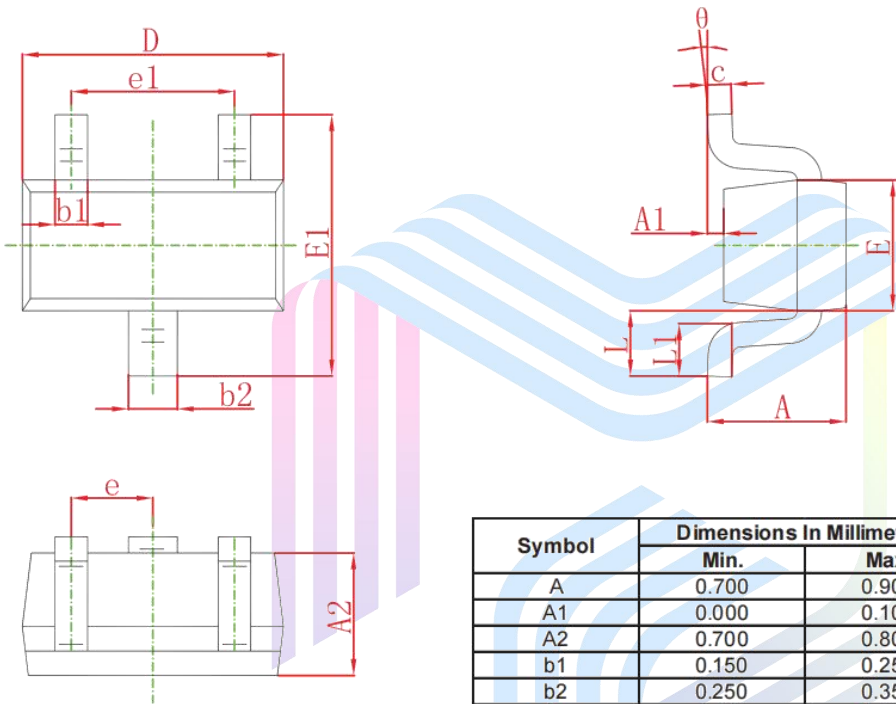 D
e1
b1
E1
b2
θ
c
A1
E
L
L1
A
e
A2
Symbol Dimensions In Millime
Min. Ma
A 0.700 0.90
A1 0.000 0.10
A2 0.700 0.80
b1 0.150 0.25
b2 0.250 0.35